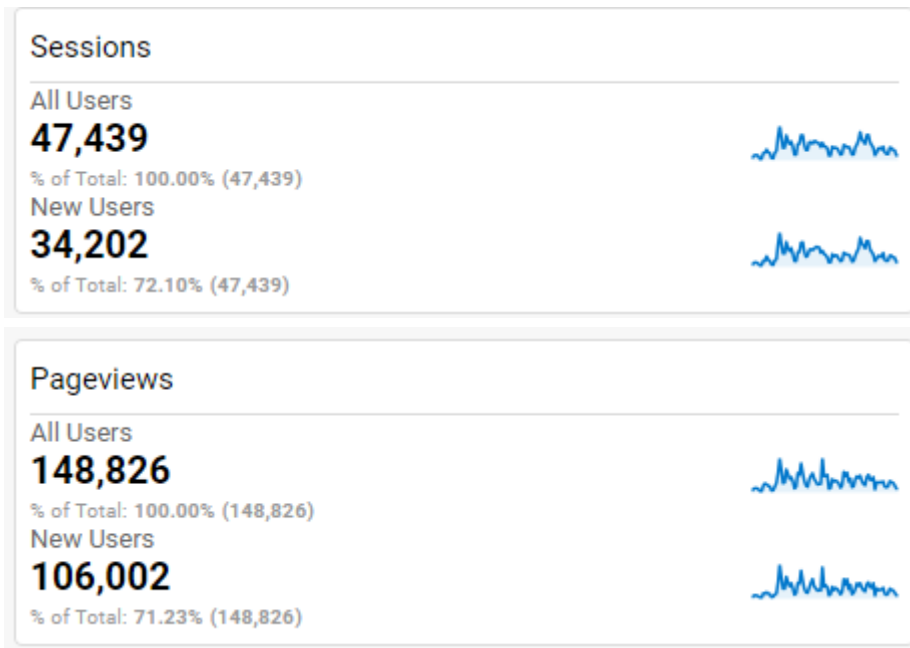 Sessions
All Users
47,439
% of Total: 100.00% (47,439)
New Users
34,202
% of Total: 72.10% (47,439)
Pageviews
All Users
148,826
% of Total: 100.00% (148,826)
New Users
106,002
% of Total: 71.23% (148,826)